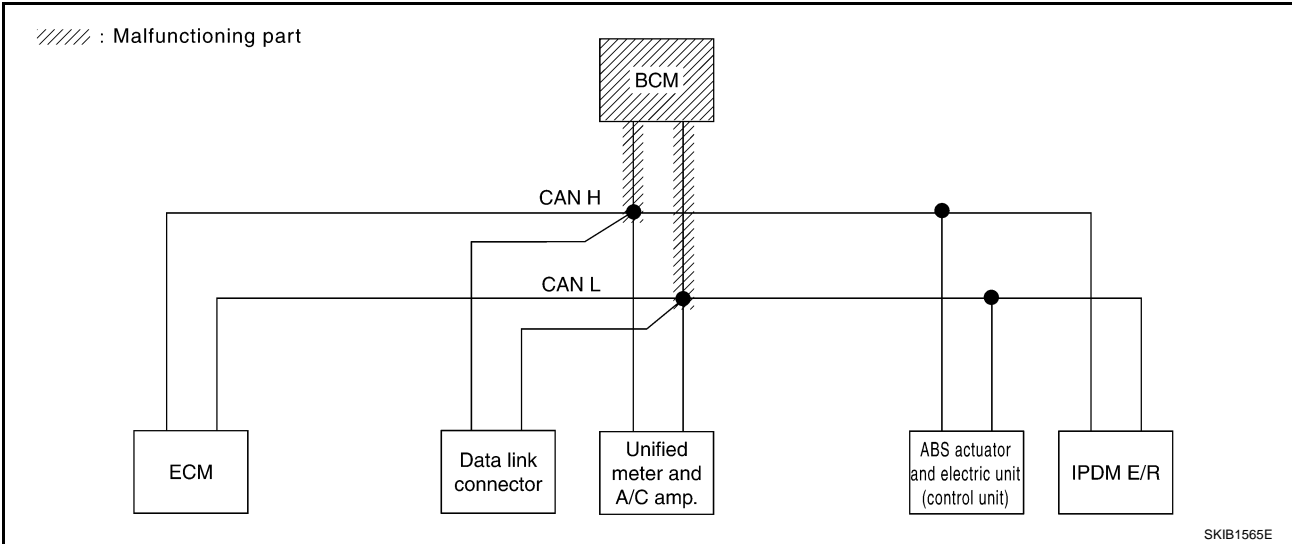 : Malfunctioning part
BCM
CAN H
CAN L
ECM
Data link
connector
Unified
meter and
A/C amp.
ABS actuator
and electric unit
(control unit)
IPDM E/R
SKIB1565E